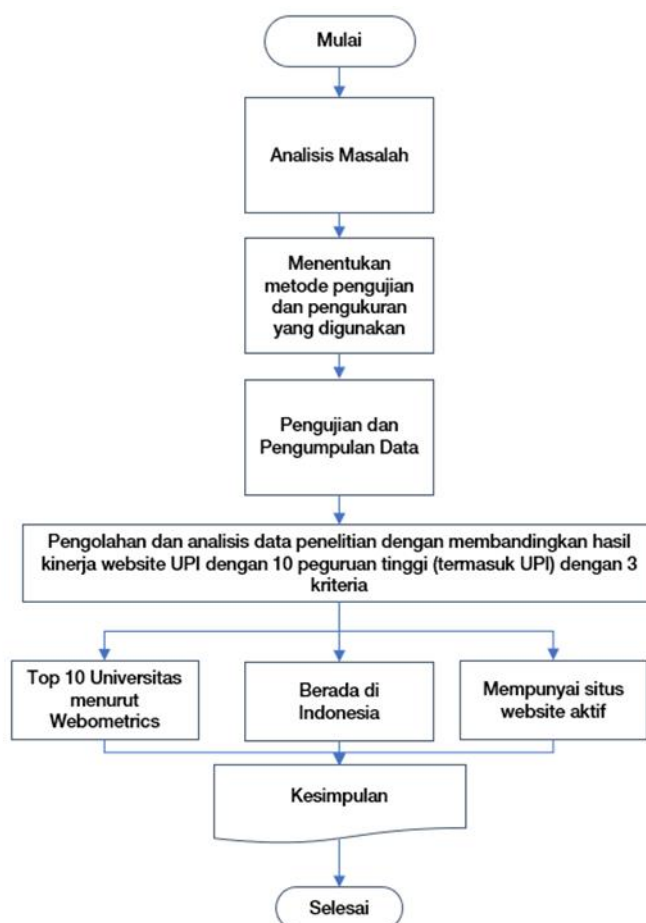 Mulai
Analisis Masalah
Menentukan
metode pengujian
dan pengukuran
yang digunakan
Pengujian dan
Pengumpulan Data
Pengolahan dan analisis data penelitian dengan membandingkan hasil
kinerja website UPI dengan 10 peguruan tinggi (termasuk UPI) dengan 3
kriteria
Top 10 Universitas
menurut
Webometrics
Berada di
Indonesia
Mempunyai situs
website aktif
Kesimpulan
Selesai